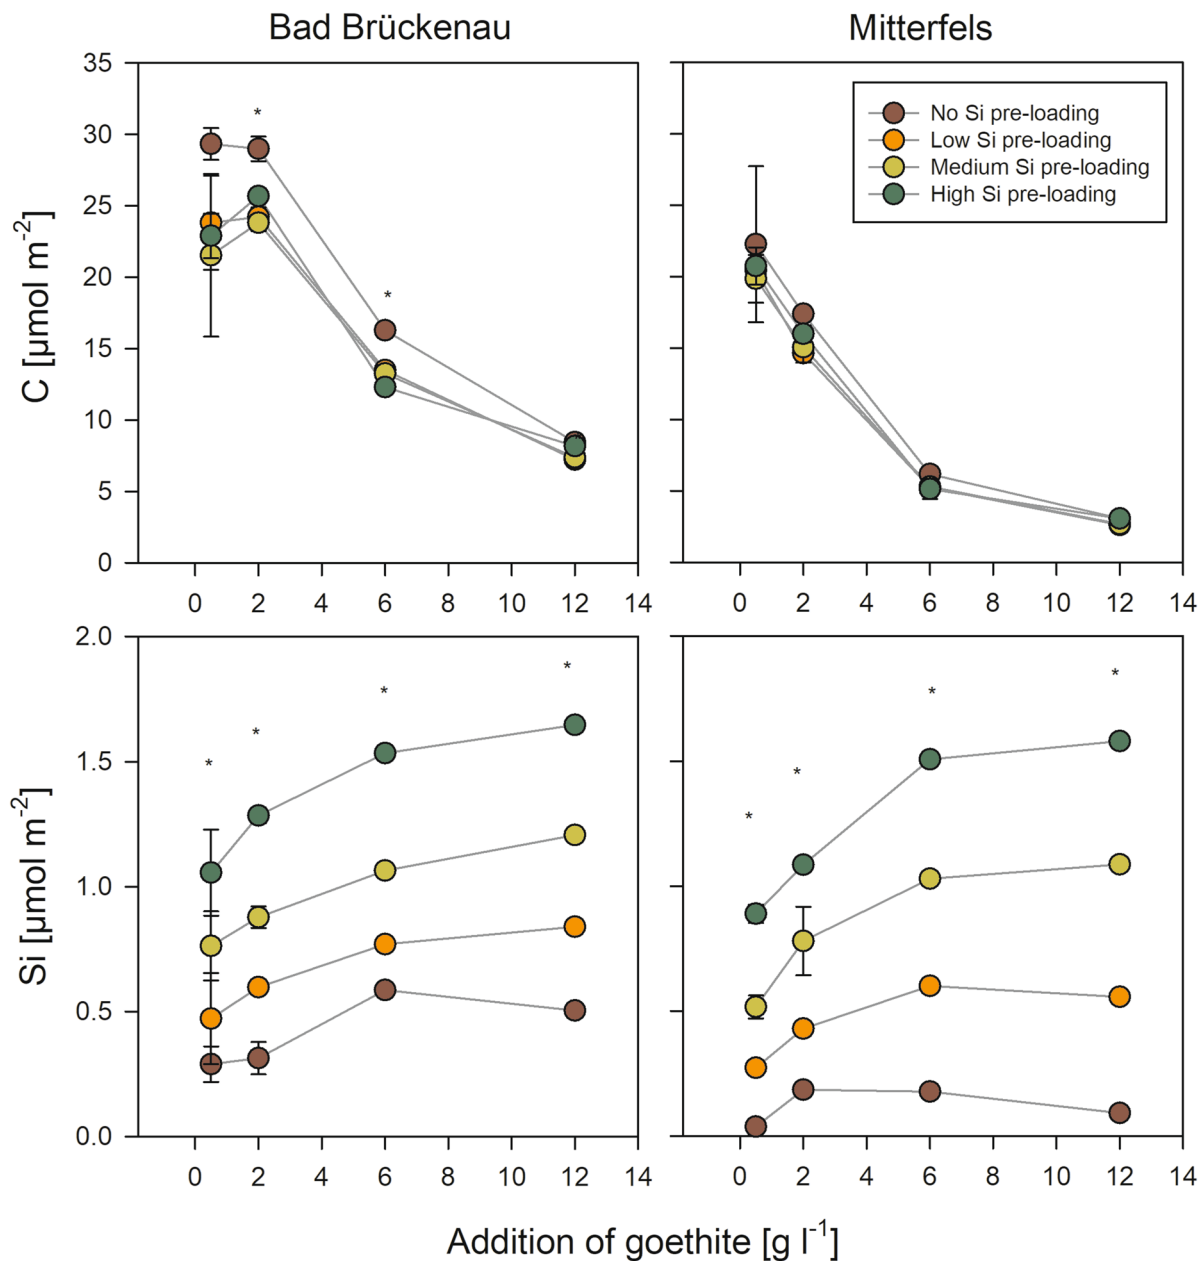 Bad Brückenau
Mitterfels
35
30
25
20
15
10
5
0
C [µmol m-2]
*
*
No Si pre-loading
Low Si pre-loading
Medium Si pre-loading
High Si pre-loading
0 2 4 6 8 10 12 14
0 2 4 6 8 10 12 14
2.0
1.5
1.0
0.5
0.0
Si [µmol m-2]
* * * *
* * * *
0 2 4 6 8 10 12 14
0 2 4 6 8 10 12 14
Addition of goethite [g l-1]